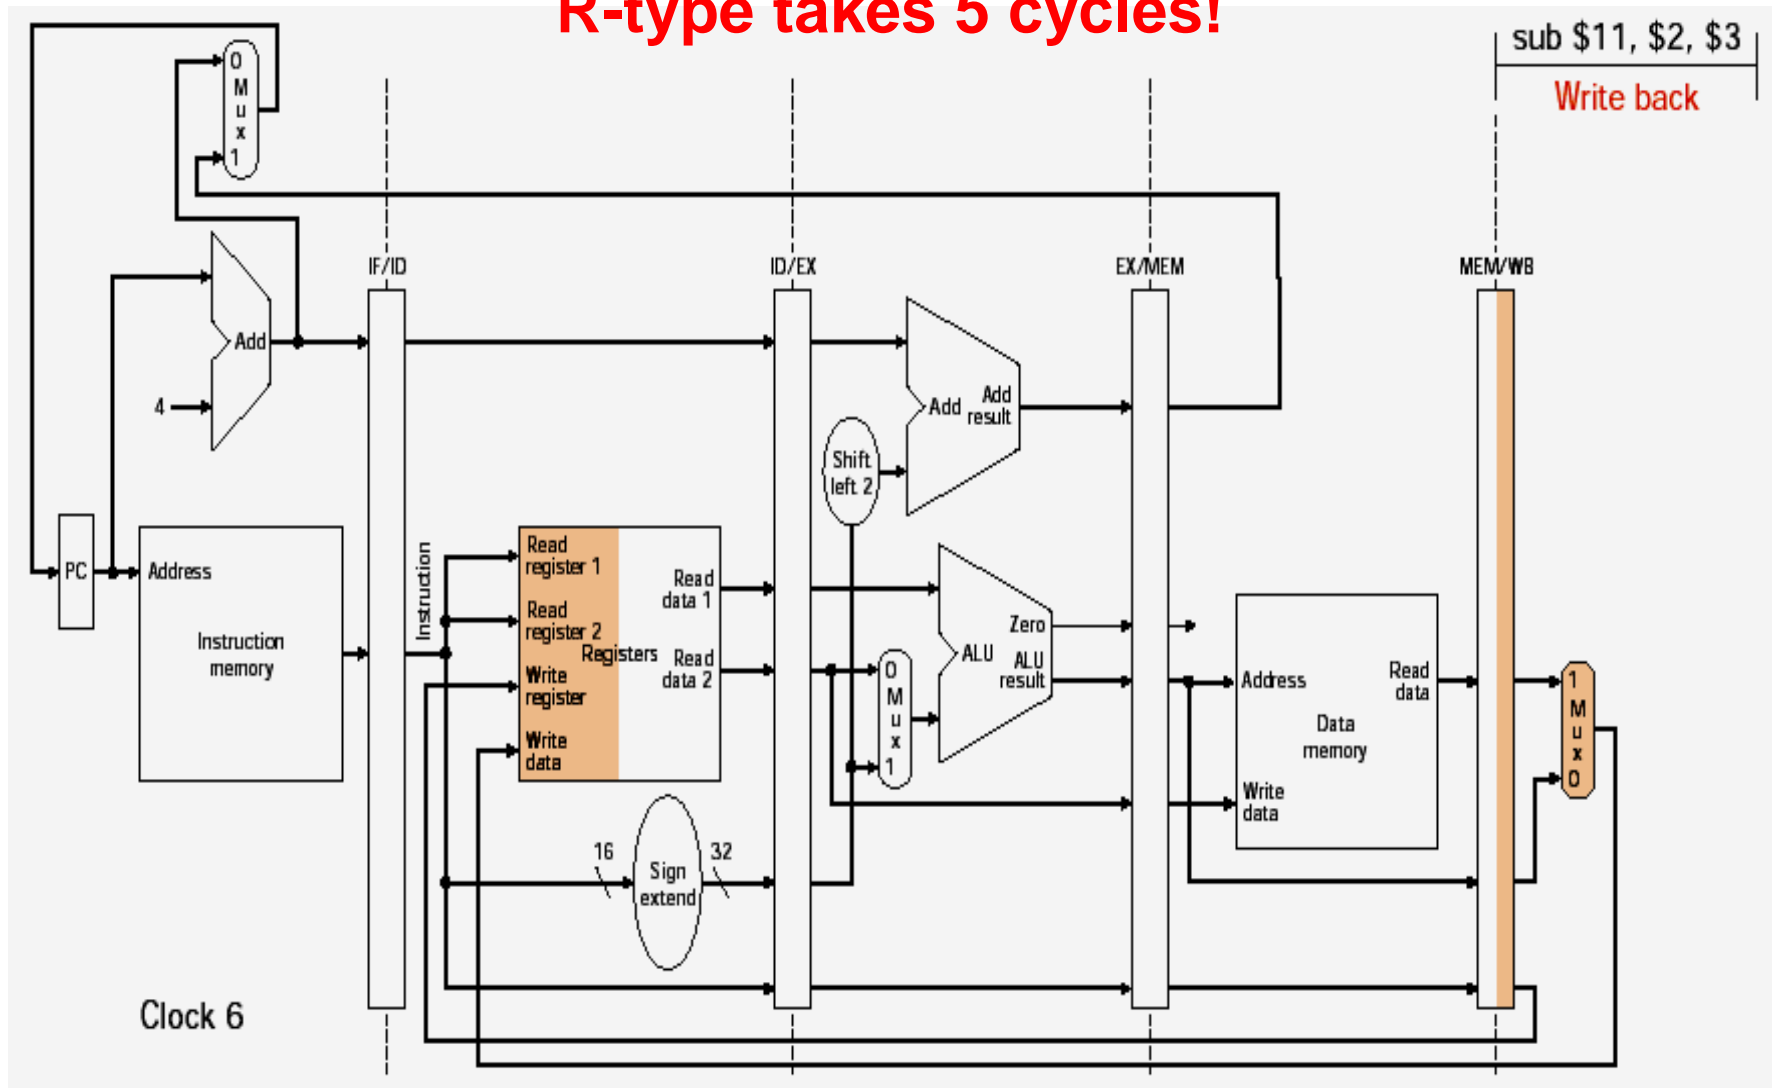 R-type takes 5 cycles!
sub $11, $2, $3
Write back
0
M
u
x
1
IF/ID
ID/EX
EX/MEM
MEM/WB
Add
4
Add
Add
result
Shift
left 2
PC
Address
Instruction
memory
Instruction
Read
register 1
Read
register 2
Registers
Write
register
Write
data
Read
data 1
Read
data 2
0
M
u
x
1
Zero
ALU
ALU
result
Address
Read
data
Data
memory
Write
data
1
M
u
x
0
16
Sign
extend
32
Clock 6